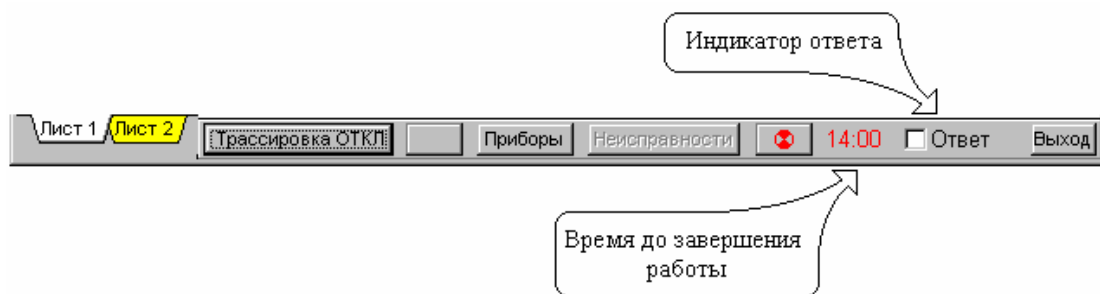 Индикатор ответа
Лист 1 Лист 2 Трассировка ОТКЛ Приборы Неисправности 14:00 Ответ Выход
Время до завершения
работы